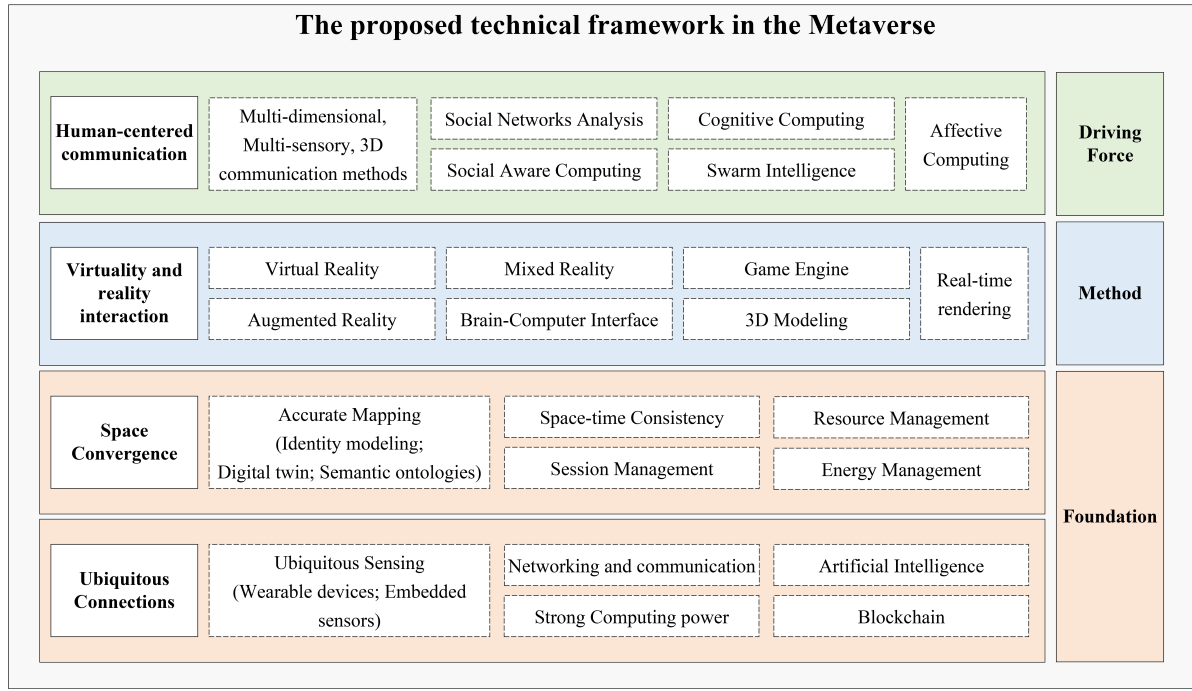 The proposed technical framework in the Metaverse
Human-centered
communication
Multi-dimensional,
Multi-sensory, 3D
communication methods
Social Networks Analysis
Social Aware Computing
Cognitive Computing
Swarm Intelligence
Affective
Computing
Driving
Force
Virtuality and
reality
interaction
Virtual Reality
Augmented Reality
Mixed Reality
Brain-Computer Interface
Game Engine
3D Modeling
Real-time
rendering
Method
Space
Convergence
Accurate Mapping
(Identity modeling;
Digital twin; Semantic ontologies)
Space-time Consistency
Session Management
Resource Management
Energy Management
Ubiquitous
Connections
Ubiquitous Sensing
(Wearable devices; Embedded
sensors)
Networking and communication
Strong Computing power
Artificial Intelligence
Blockchain
Foundation